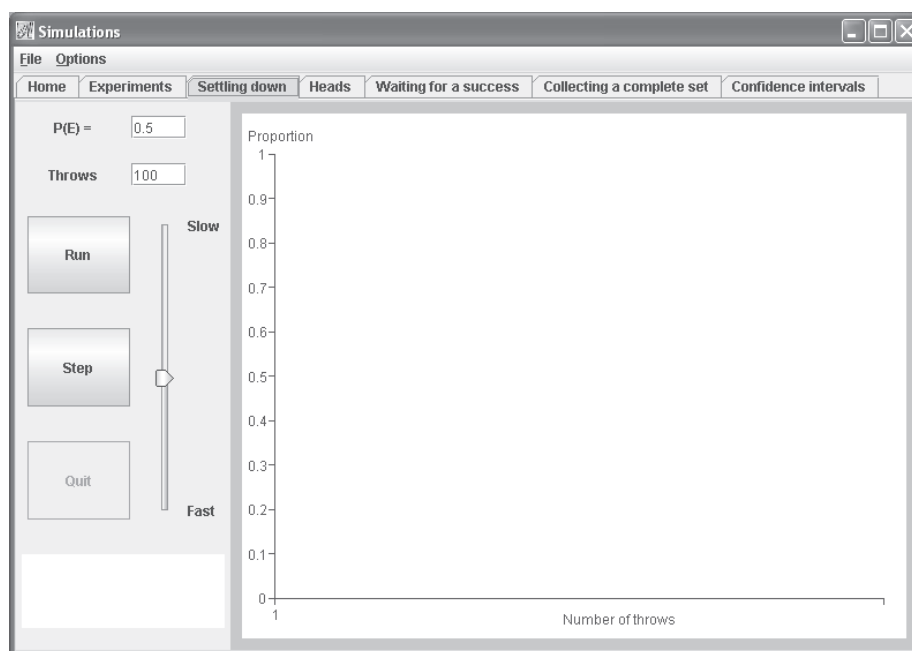 Simulations
File Options
Home Experiments Settling down Heads Waiting for a success Collecting a complete set Confidence intervals
P(E) = 0.5
Throws 100
Slow
Run
Step
Quit
Fast
Proportion
1
0.9
0.8
0.7
0.6
0.5
0.4
0.3
0.2
0.1
0
1
Number of throws